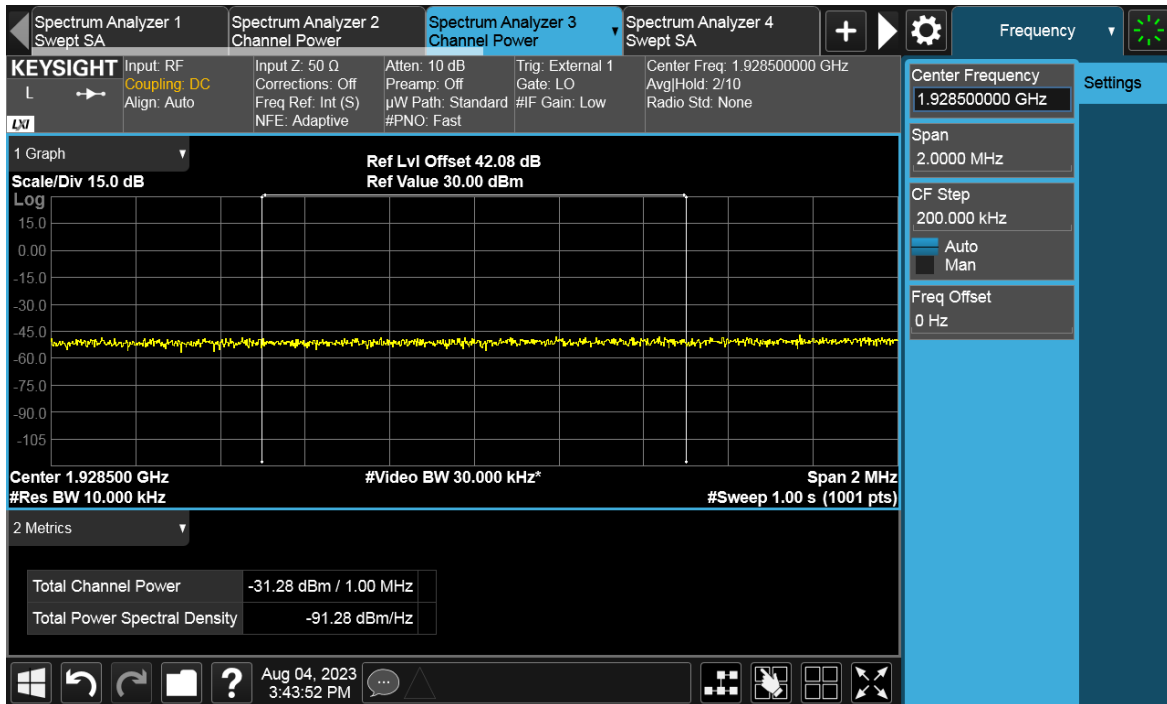 Spectrum Analyzer 1
Swept SA
Spectrum Analyzer 2
Channel Power
Spectrum Analyzer 3
Channel Power
Spectrum Analyzer 4
Swept SA
+
Frequency
KEYSIGHT
L
LXI
Input: RF
Coupling: DC
Align: Auto
Input Z: 50 Ω
Corrections: Off
Freq Ref: Int (S)
NFE: Adaptive
Atten: 10 dB
Preamp: Off
µW Path: Standard
#PNO: Fast
Trig: External 1
Gate: LO
#IF Gain: Low
Center Freq: 1.928500000 GHz
Avg|Hold: 2/10
Radio Std: None
Center Frequency
1.928500000 GHz
Settings
Span
2.0000 MHz
CF Step
200.000 kHz
Auto
Man
Freq Offset
0 Hz
1 Graph
Scale/Div 15.0 dB
Ref Lvl Offset 42.08 dB
Ref Value 30.00 dBm
Log
15.0
0.00
-15.0
-30.0
-45.0
-60.0
-75.0
-90.0
-105
Center 1.928500 GHz
#Video BW 30.000 kHz*
Span 2 MHz
#Res BW 10.000 kHz
#Sweep 1.00 s (1001 pts)
2 Metrics
Total Channel Power -31.28 dBm / 1.00 MHz
Total Power Spectral Density -91.28 dBm/Hz
?
Aug 04, 2023
3:43:52 PM